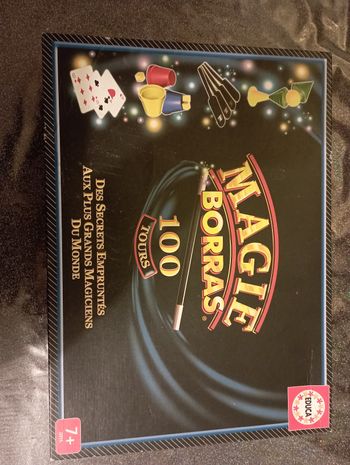 MAGIE
BORRAS®
100
TOURS
DES SECRETS EMPRUNTÉS
AUX PLUS GRANDS MAGICIENS
DU MONDE
EDUCA
7+